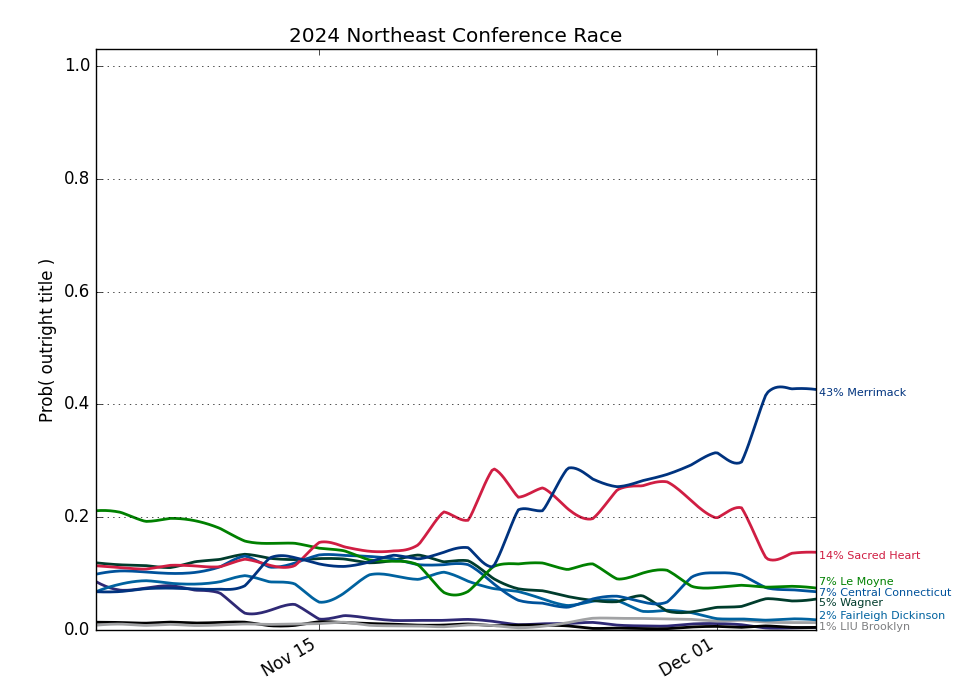 2024 Northeast Conference Race
Prob( outright title )
1.0
0.8
0.6
0.4
0.2
0.0
Nov 15
Dec 01
43% Merrimack
14% Sacred Heart
7% Le Moyne
7% Central Connecticut
5% Wagner
2% Fairleigh Dickinson
1% LIU Brooklyn